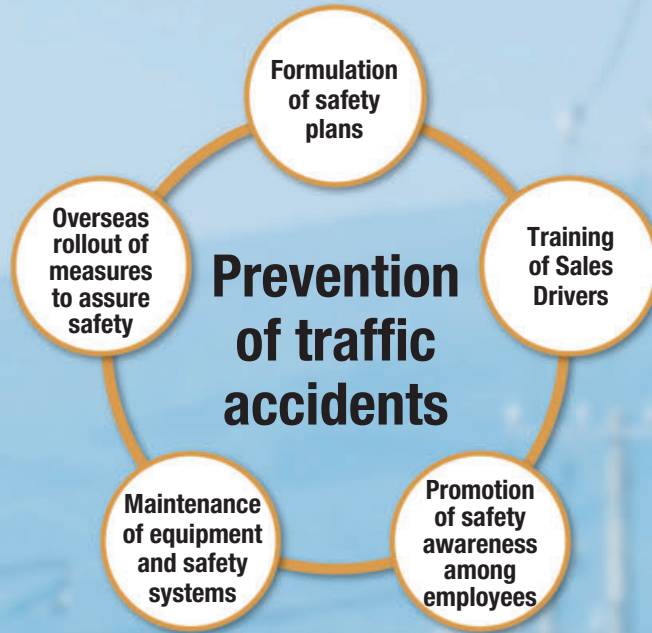 Formulation
of safety
plans
Overseas
rollout of
measures
to assure
safety
Training
of Sales
Drivers
Prevention
of traffic
accidents
Maintenance
of equipment
and safety
systems
Promotion
of safety
awareness
among
employees